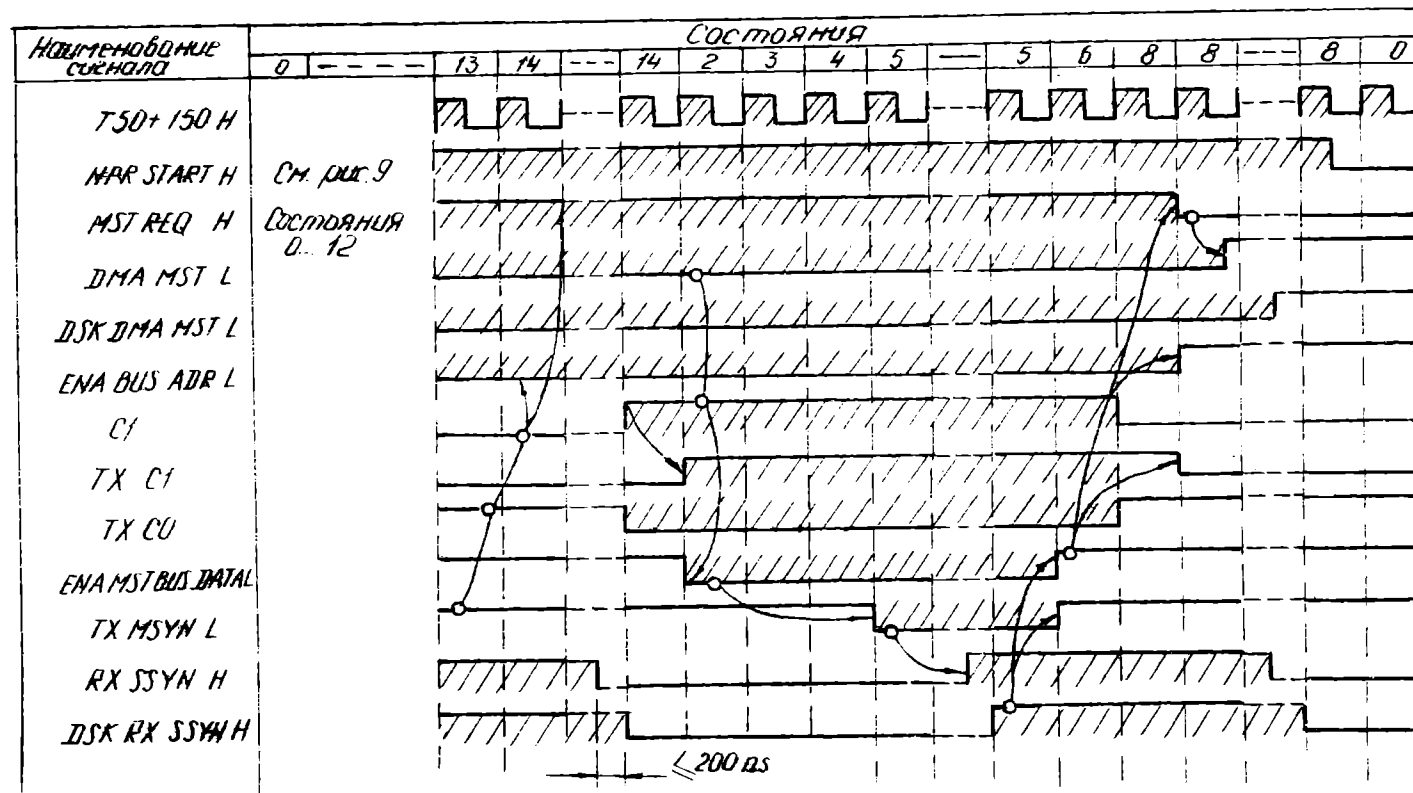 Наименование сигнала
Состояния
0 ---- 13 14 --- 14 2 3 4 5 — 5 6 8 8 --- 8 0
T50+150 H
NPR START H
См. рис. 9
MST REQ H
Состояния
0... 12
DMA MST L
DSK DMA MST L
ENA BUS ADR L
C1
TX C1
TX C0
ENA MST BUS DATA L
TX MSYN L
RX SSYN H
DSK RX SSYN H
≤200 ns